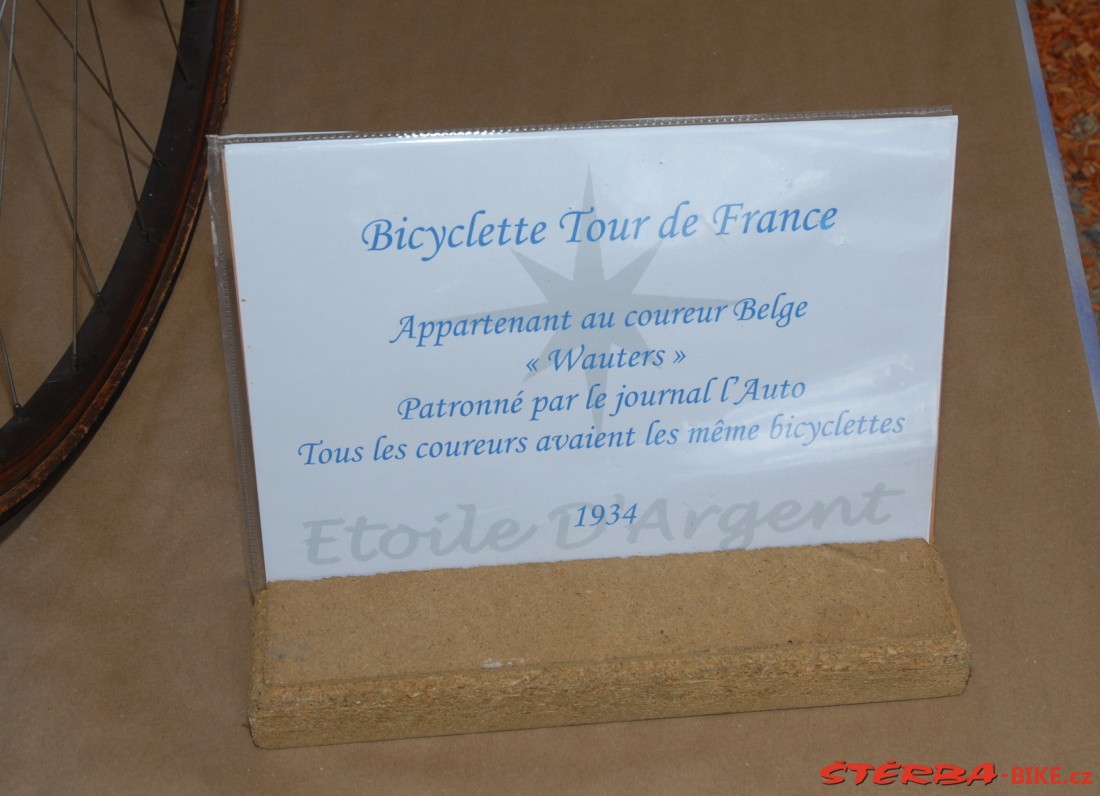 Bicyclette Tour de France
Appartenant au coureur Belge
« Wauters »
Patronné par le journal l'Auto
Tous les coureurs avaient les même bicyclettes
1934
Etoile D'Argent
ŠTĚRBA-BIKE.cz